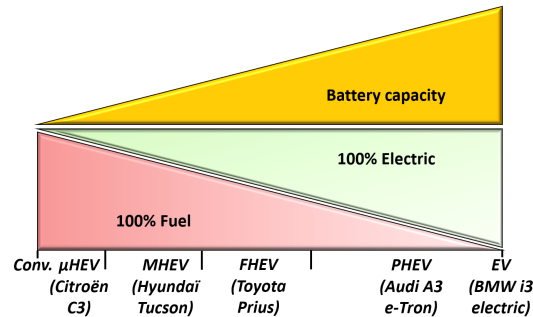 Battery capacity
100% Electric
100% Fuel
Conv. µHEV MHEV FHEV PHEV EV
(Citroën (Hyundaï (Toyota (Audi A3 (BMW i3
C3) Tucson) Prius) e-Tron) electric)